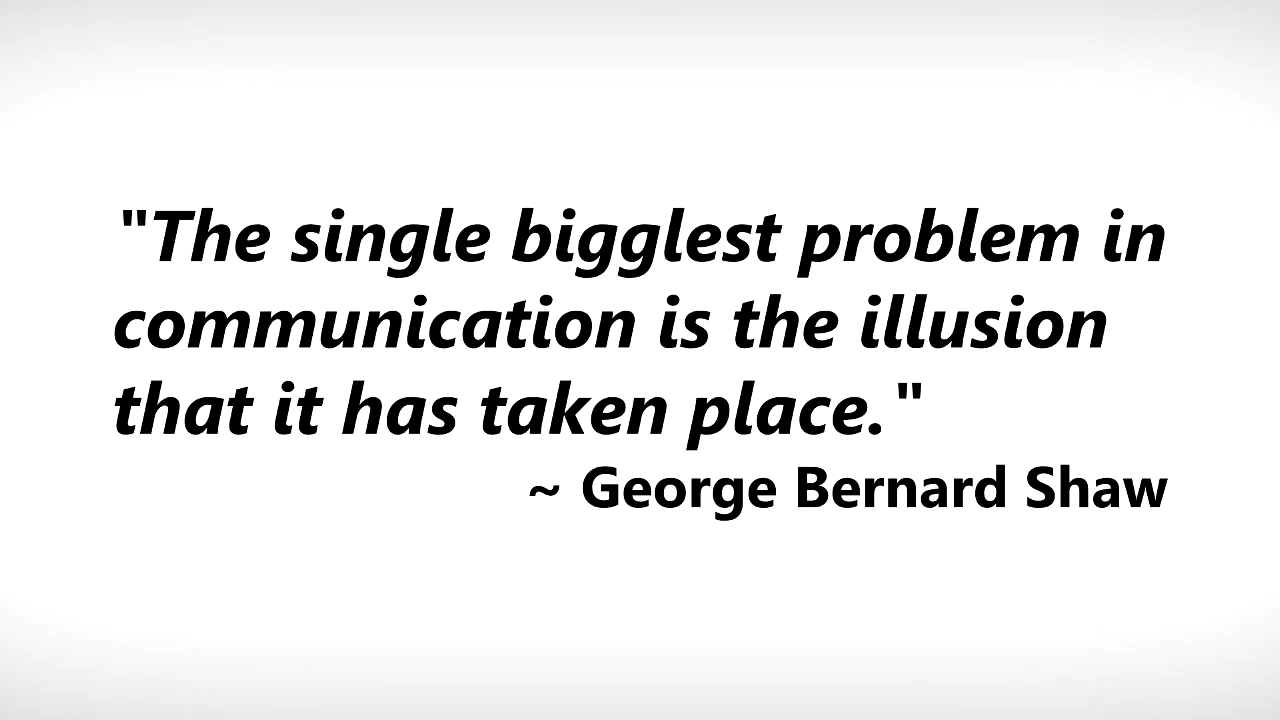 "The single bigglest problem in
communication is the illusion
that it has taken place."
~ George Bernard Shaw